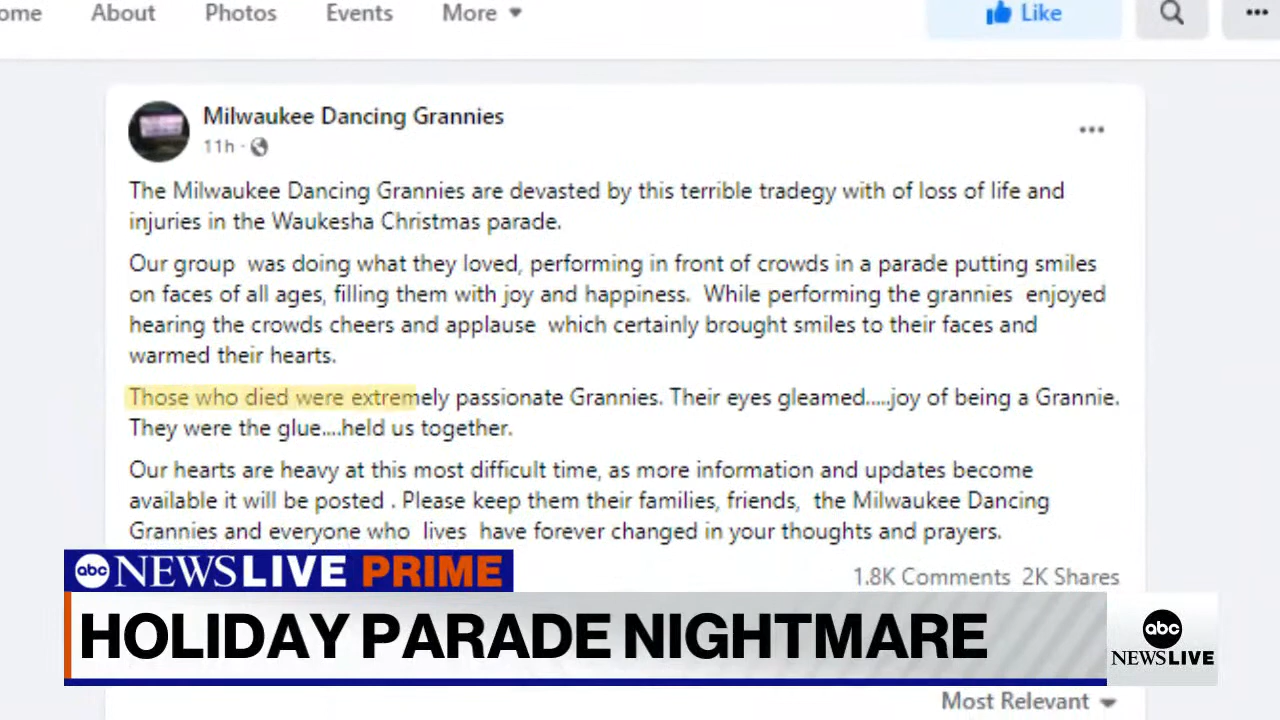 ome About Photos Events More Like
Milwaukee Dancing Grannies
11h ·
The Milwaukee Dancing Grannies are devasted by this terrible tradegy with of loss of life and
injuries in the Waukesha Christmas parade.
Our group was doing what they loved, performing in front of crowds in a parade putting smiles
on faces of all ages, filling them with joy and happiness. While performing the grannies enjoyed
hearing the crowds cheers and applause which certainly brought smiles to their faces and
warmed their hearts.
Those who died were extremely passionate Grannies. Their eyes gleamed.....joy of being a Grannie.
They were the glue....held us together.
Our hearts are heavy at this most difficult time, as more information and updates become
available it will be posted . Please keep them their families, friends, the Milwaukee Dancing
Grannies and everyone who lives have forever changed in your thoughts and prayers.
1.8K Comments 2K Shares
abc NEWS LIVE PRIME
HOLIDAY PARADE NIGHTMARE
abc
NEWS LIVE
Most Relevant